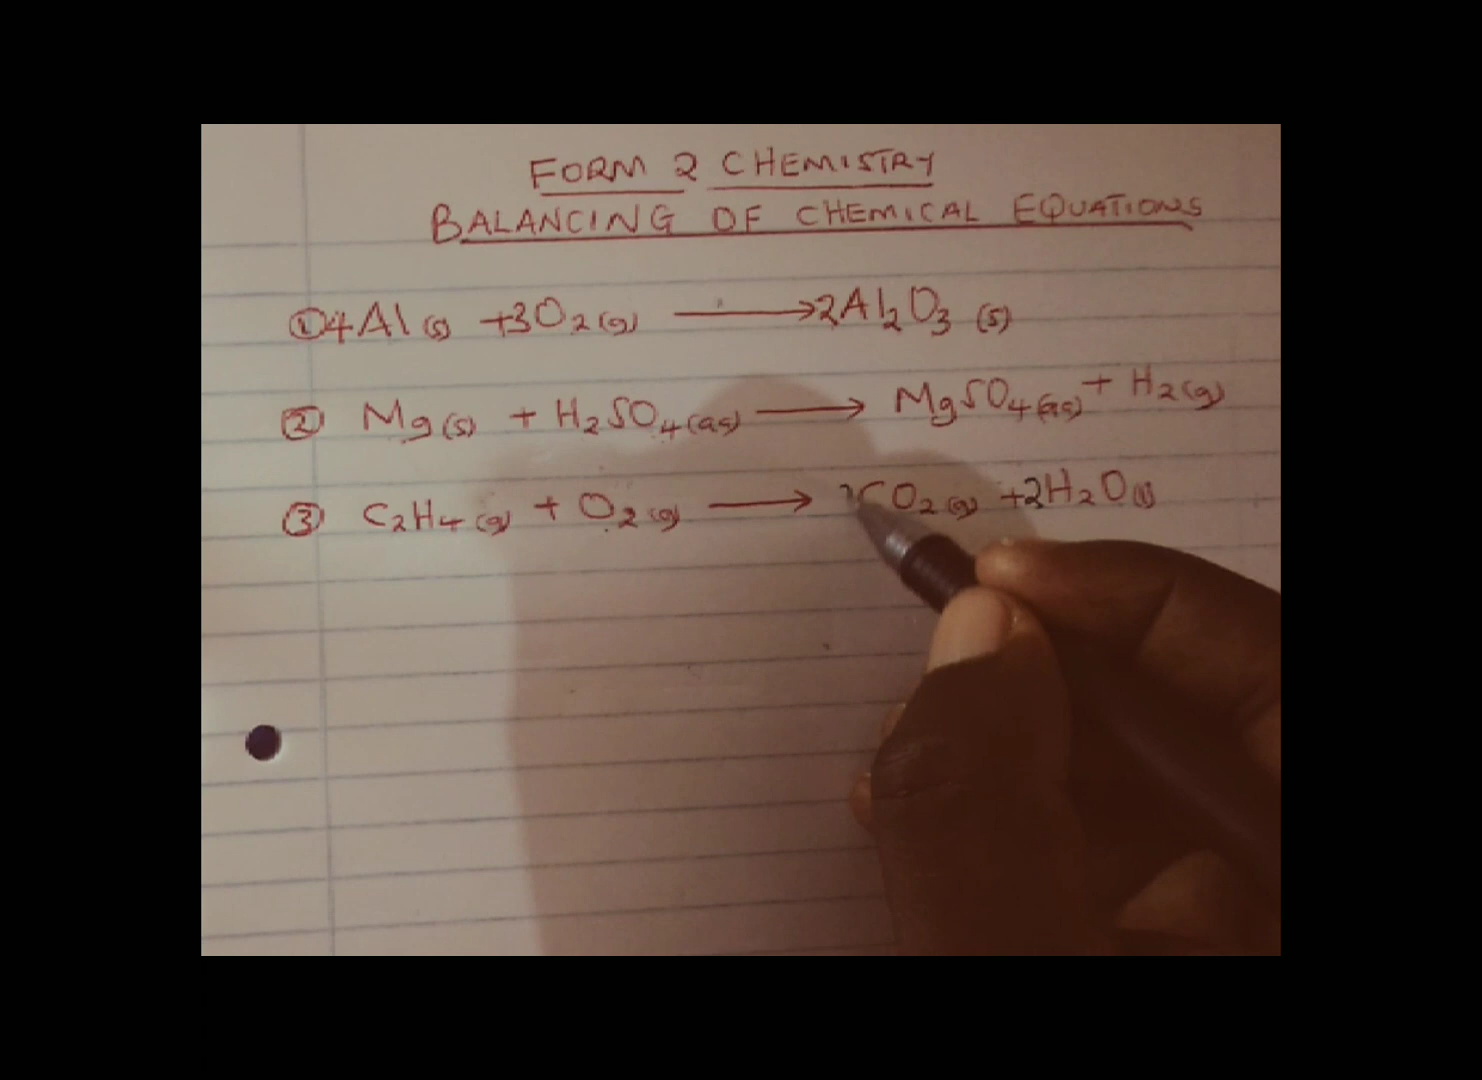 FORM 2 CHEMISTRY
BALANCING OF CHEMICAL EQUATIONS
① 4Al(s) + 3O₂(g) → 2Al₂O₃ (s)
② Mg(s) + H₂SO₄(aq) → MgSO₄(aq) + H₂(g)
③ C₂H₄(g) + O₂(g) → 2CO₂(g) + 2H₂O(l)